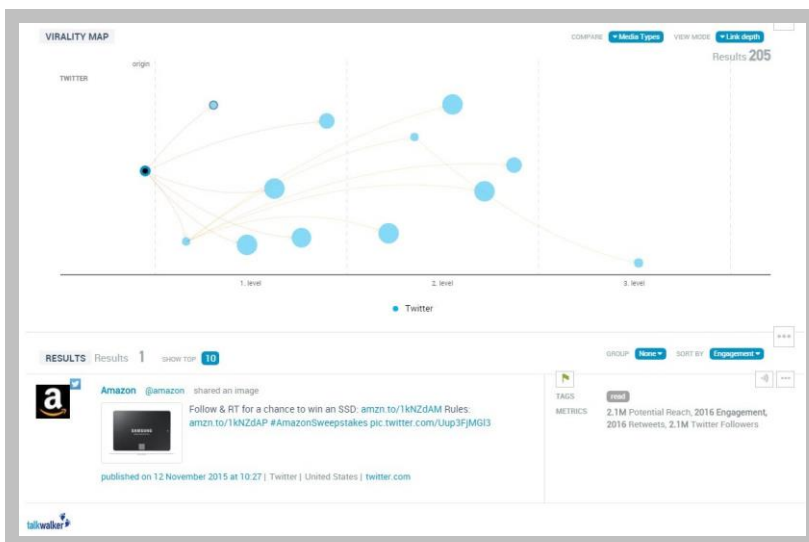 VIRALITY MAP
COMPARE Media Types VIEW MODE Link depth
Results 205
origin
TWITTER
1. level 2. level 3. level
Twitter
RESULTS Results 1 SHOW TOP 10
GROUP None SORT BY Engagement
Amazon @amazon shared an image
Follow & RT for a chance to win an SSD: amzn.to/1kNZdAM Rules:
amzn.to/1kNZdAP #AmazonSweepstakes pic.twitter.com/Uup3FjMGI3
SAMSUNG
published on 12 November 2015 at 10:27 | Twitter | United States | twitter.com
TAGS read
METRICS 2.1M Potential Reach, 2016 Engagement,
2016 Retweets, 2.1M Twitter Followers
talkwalker